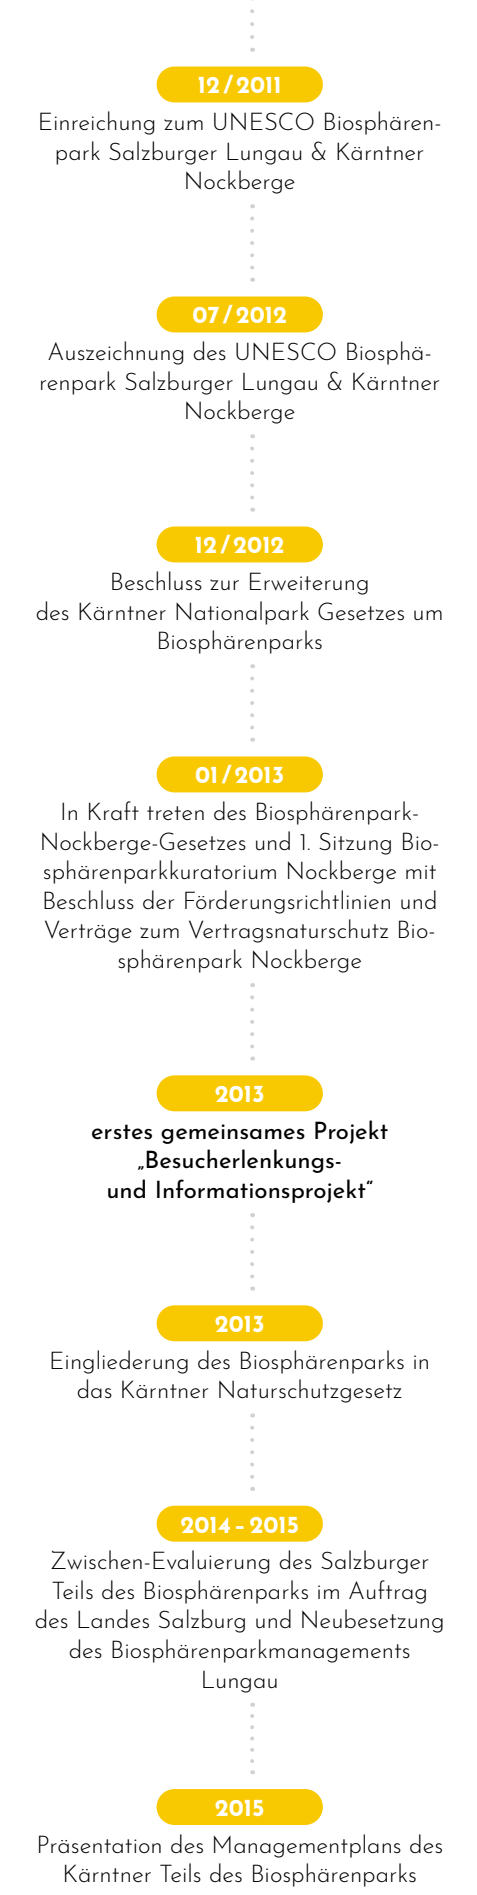 12/2011
Einreichung zum UNESCO Biosphären-
park Salzburger Lungau & Kärntner
Nockberge
07/2012
Auszeichnung des UNESCO Biosphä-
renpark Salzburger Lungau & Kärntner
Nockberge
12/2012
Beschluss zur Erweiterung
des Kärntner Nationalpark Gesetzes um
Biosphärenparks
01/2013
In Kraft treten des Biosphärenpark-
Nockberge-Gesetzes und 1. Sitzung Bio-
sphärenparkkuratorium Nockberge mit
Beschluss der Förderungsrichtlinien und
Verträge zum Vertragsnaturschutz Bio-
sphärenpark Nockberge
2013
erstes gemeinsames Projekt
„Besucherlenkungs-
und Informationsprojekt“
2013
Eingliederung des Biosphärenparks in
das Kärntner Naturschutzgesetz
2014 – 2015
Zwischen-Evaluierung des Salzburger
Teils des Biosphärenparks im Auftrag
des Landes Salzburg und Neubesetzung
des Biosphärenparkmanagements
Lungau
2015
Präsentation des Managementplans des
Kärntner Teils des Biosphärenparks